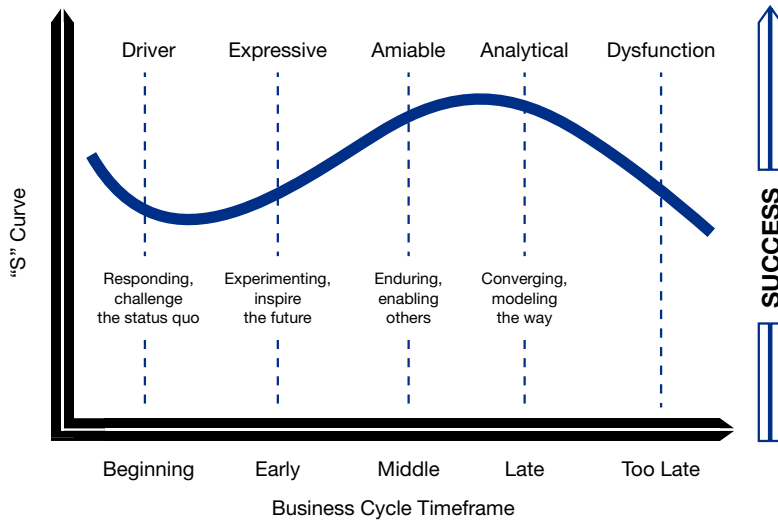 Driver
Expressive
Amiable
Analytical
Dysfunction
“S” Curve
SUCCESS
Responding,
challenge
the status quo
Experimenting,
inspire
the future
Enduring,
enabling
others
Converging,
modeling
the way
Beginning
Early
Middle
Late
Too Late
Business Cycle Timeframe